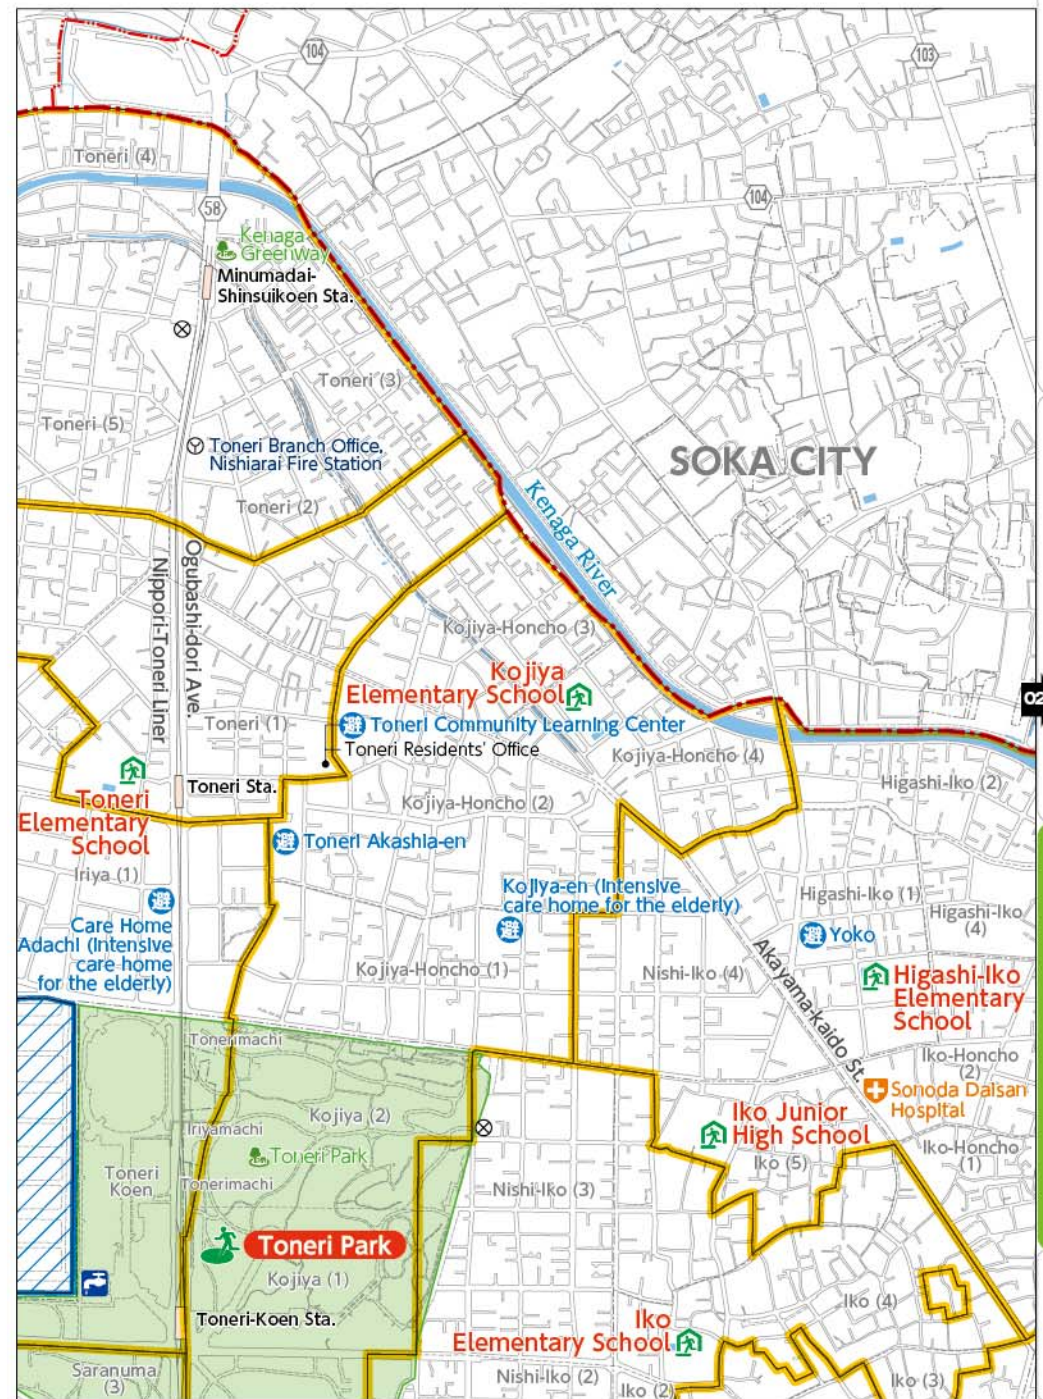 104
103
Toneri (4)
104
58
Kenaga
Greenway
Minumadai-
Shinsuikoen Sta.
Toneri (3)
Toneri (5)
Toneri Branch Office,
Nishiarai Fire Station
SOKA CITY
Toneri (2)
Kenaga River
Ogubashi-dori Ave.
Nippori-Toneri Liner
Kojiya-Honcho (3)
Kojiya
Elementary School
02
Toneri (1)
避 Toneri Community Learning Center
Toneri Residents' Office
Kojiya-Honcho (4)
Toneri Sta.
Higashi-Iko (2)
Toneri
Elementary
School
Kojiya-Honcho (2)
避 Toneri Akashia-en
Iriya (1)
Kojiya-en (Intensive
care home for the elderly)
避
Higashi-Iko (1)
Higashi-Iko
(4)
避
Care Home
Adachi (Intensive
care home
for the elderly)
避 Yoko
Akayama-kaido St.
Kojiya-Honcho (1)
Nishi-Iko (4)
Higashi-Iko
Elementary
School
Tonerimachi
Iko-Honcho
(2)
Sonoda Daisan
Hospital
Kojiya (2)
Iriyamachi
Iko Junior
High School
Toneri Park
Iko (5)
Iko-Honcho
(1)
Toneri
Koen
Tonerimachi
Nishi-Iko (3)
Toneri Park
Kojiya (1)
Iko (4)
Toneri-Koen Sta.
Iko
Elementary School
Saranuma
(3)
Nishi-Iko (2)
Iko (2)
Iko (3)